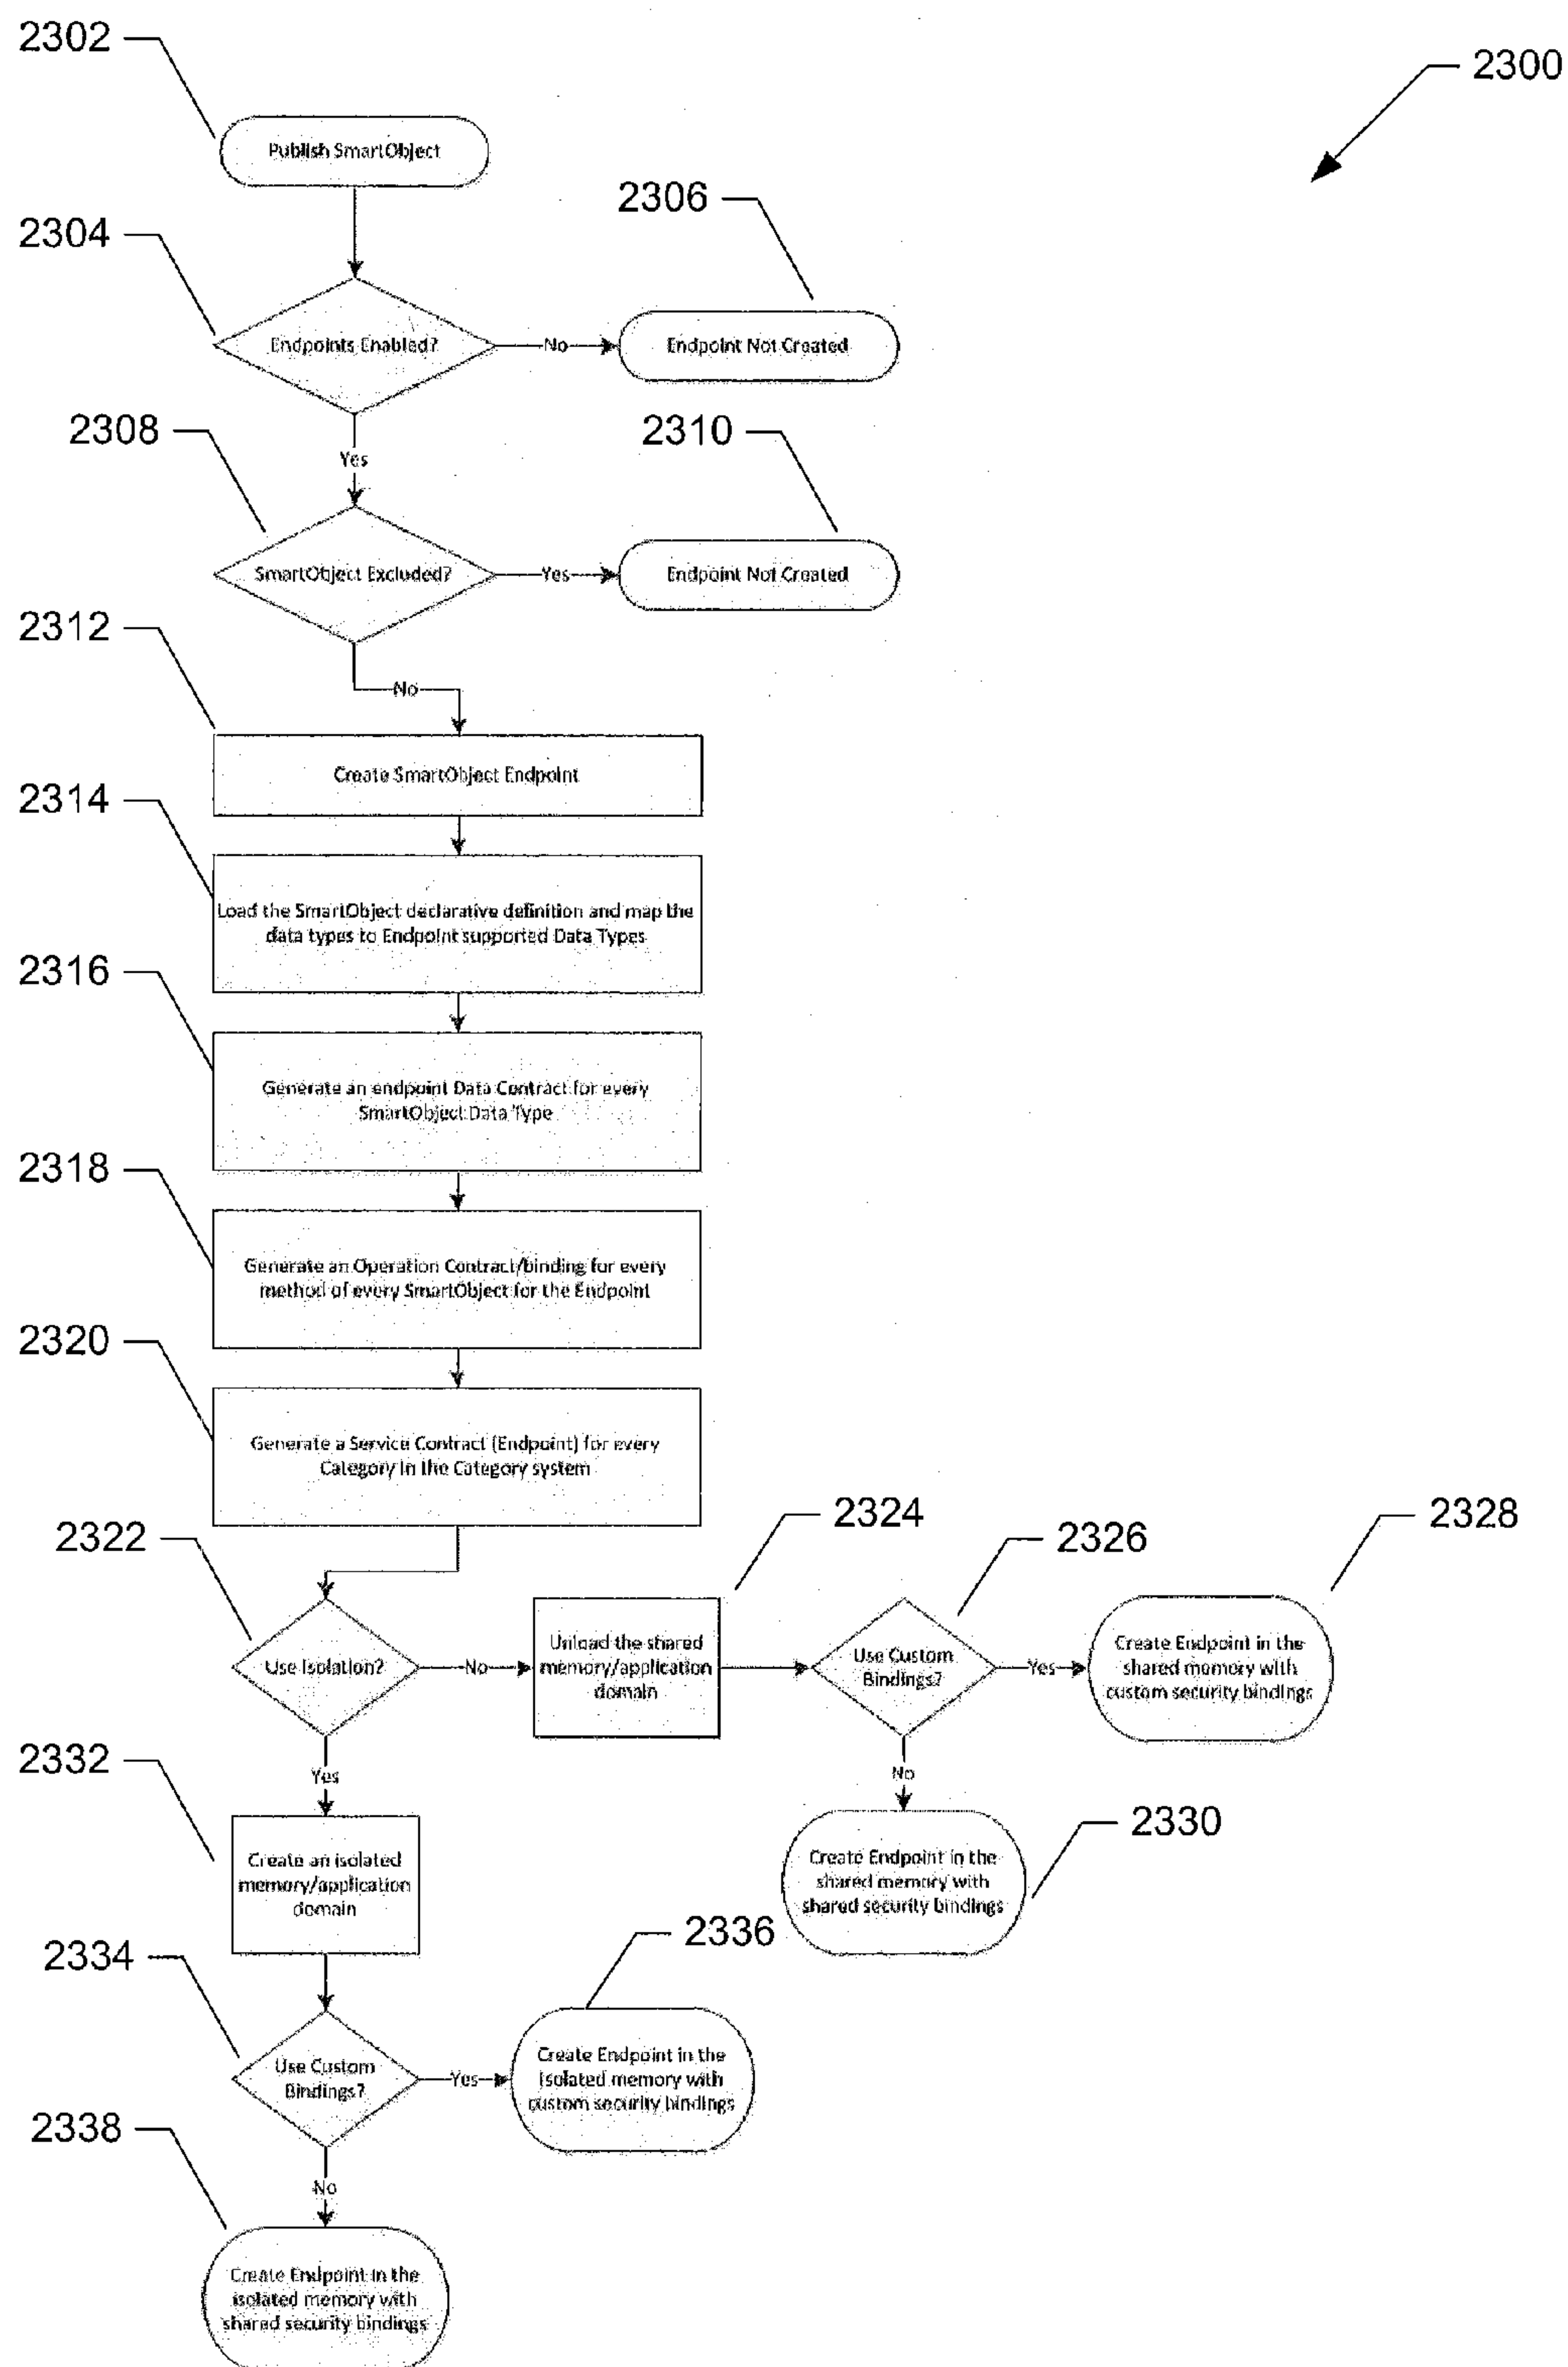 2302
2300
Publish SmartObject
2306
2304
Endpoints Enabled?
No
Endpoint Not Created
2308
2310
Yes
SmartObject Excluded?
Yes
Endpoint Not Created
2312
No
Create SmartObject Endpoint
2314
Load the SmartObject declarative definition and map the
data types to Endpoint supported Data Types
2316
Generate an endpoint Data Contract for every
SmartObject Data Type
2318
Generate an Operation Contract/binding for every
method of every SmartObject for the Endpoint
2320
Generate a Service Contract (Endpoint) for every
Category in the Category system
2322
2324
2326
2328
Use Isolation?
No
Unload the shared
memory/application
domain
Use Custom
Bindings?
Yes
Create Endpoint in the
shared memory with
custom security bindings
2332
Yes
No
2330
Create an isolated
memory/application
domain
Create Endpoint in the
shared memory with
shared security bindings
2334
2336
Use Custom
Bindings?
Yes
Create Endpoint in the
isolated memory with
custom security bindings
2338
No
Create Endpoint in the
isolated memory with
shared security bindings